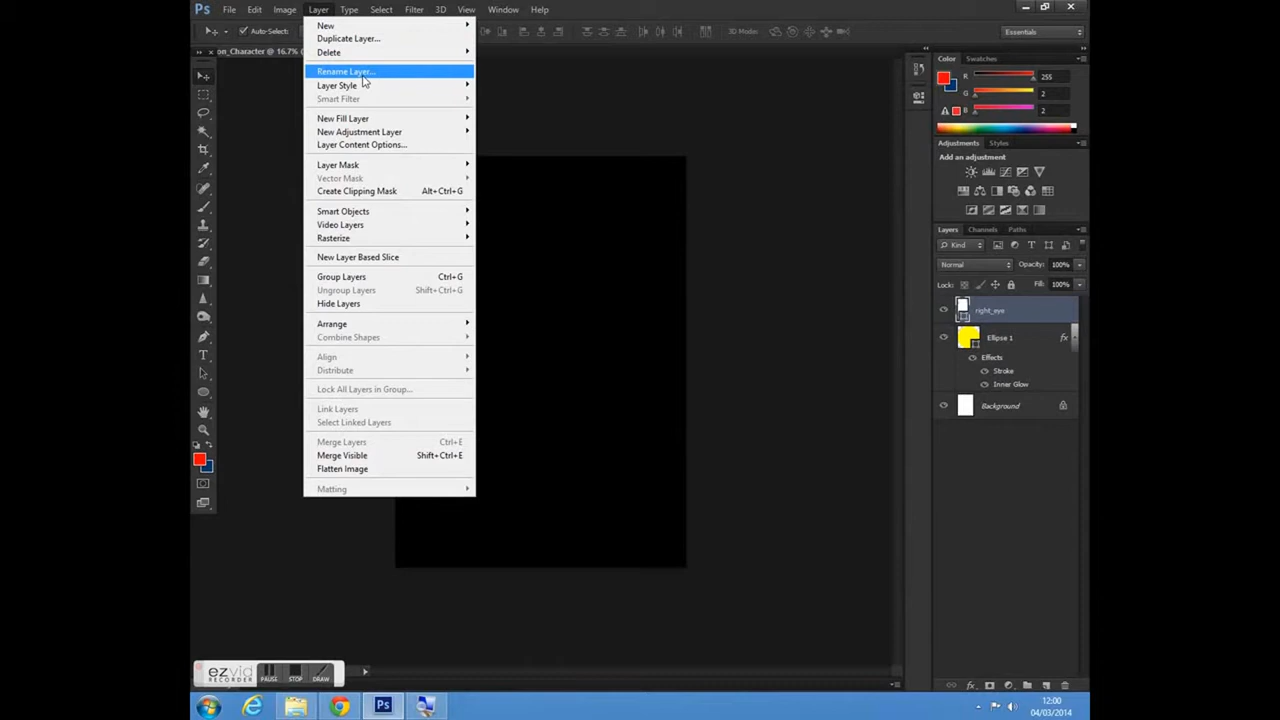 Ps File Edit Image Layer Type Select Filter 3D View Window Help
Auto-Select: 3D Mode: Essentials
on_Character @ 16.7%
New
Duplicate Layer...
Delete
Rename Layer...
Layer Style
Smart Filter
New Fill Layer
New Adjustment Layer
Layer Content Options...
Layer Mask
Vector Mask
Create Clipping Mask Alt+Ctrl+G
Smart Objects
Video Layers
Rasterize
New Layer Based Slice
Group Layers Ctrl+G
Ungroup Layers Shift+Ctrl+G
Hide Layers
Arrange
Combine Shapes
Align
Distribute
Lock All Layers in Group...
Link Layers
Select Linked Layers
Merge Layers Ctrl+E
Merge Visible Shift+Ctrl+E
Flatten Image
Matting
Color Swatches
R 255
G 2
B 2
Adjustments Styles
Add an adjustment
Layers Channels Paths
Kind
Normal Opacity: 100%
Lock: Fill: 100%
right_eye
Ellipse 1 fx
Effects
Stroke
Inner Glow
Background
ezvid
RECORDER
PAUSE STOP DRAW
Ps
12:00
04/03/2014